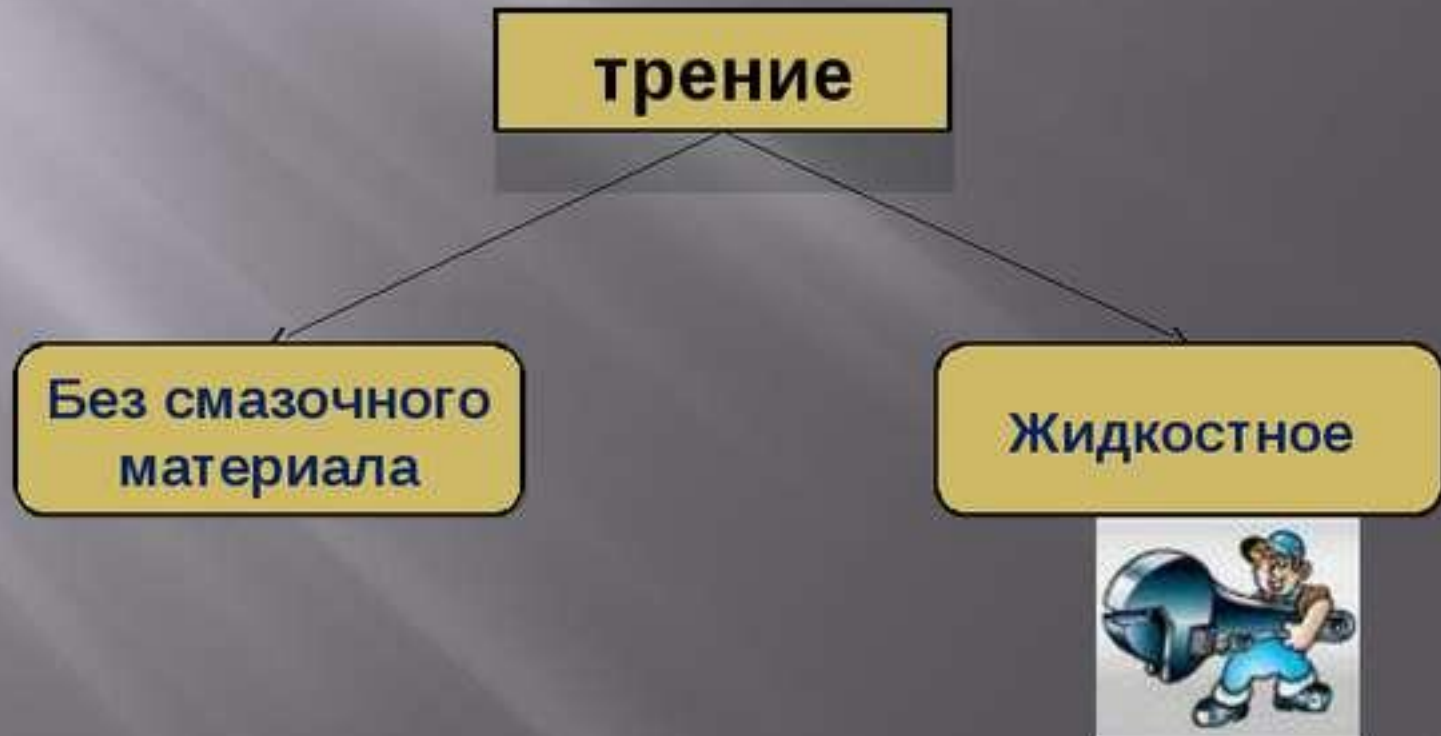 трение
Без смазочного
материала
Жидкостное